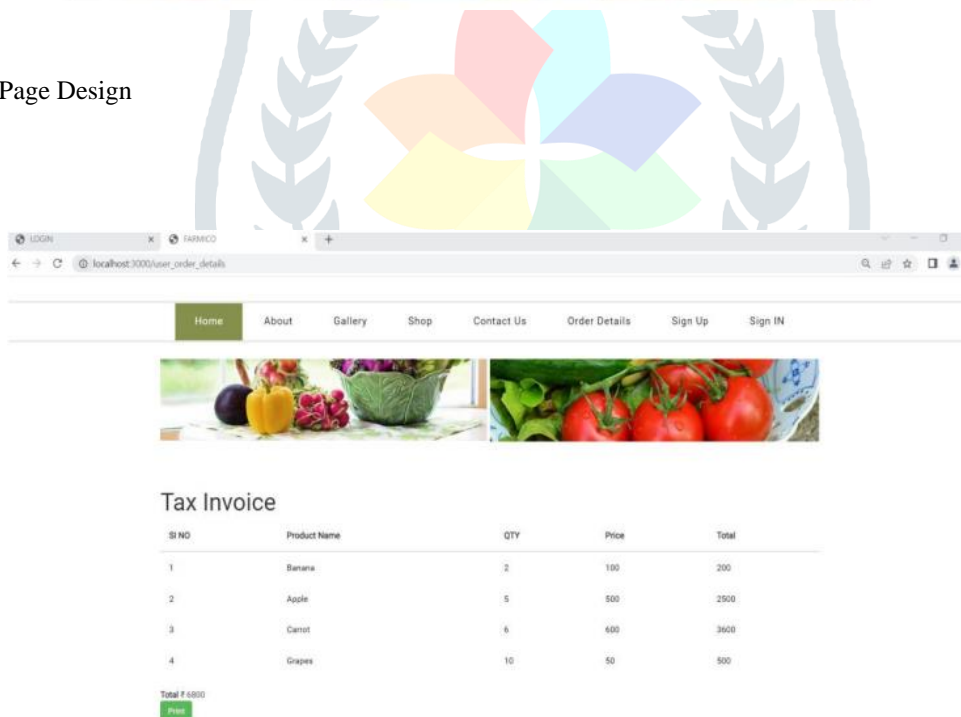 Page Design
LOGIN × FARMICO × +
localhost:3000/user_order_details
Home About Gallery Shop Contact Us Order Details Sign Up Sign IN
Tax Invoice
SI NO Product Name QTY Price Total
1 Banana 2 100 200
2 Apple 5 500 2500
3 Carrot 6 600 3600
4 Grapes 10 50 500
Total ₹ 6800
Print